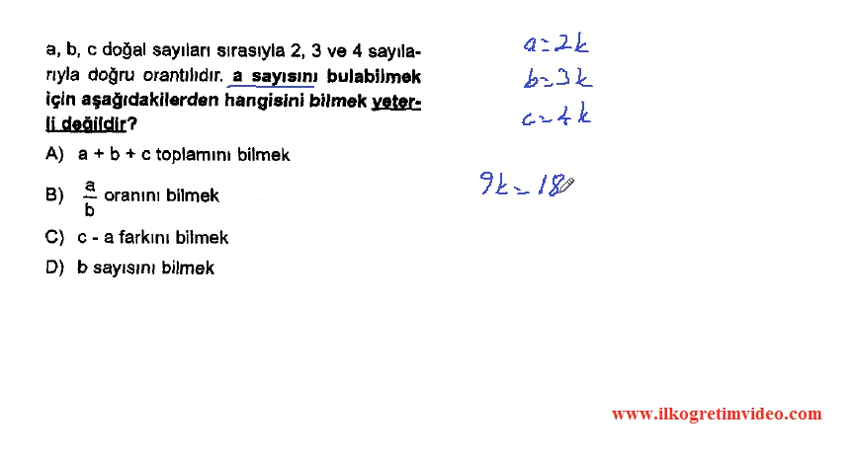 a, b, c doğal sayıları sırasıyla 2, 3 ve 4 sayıla-
rıyla doğru orantılıdır. a sayısını bulabilmek
için aşağıdakilerden hangisini bilmek yeter-
li değildir?
A) a + b + c toplamını bilmek
B) a/b oranını bilmek
C) c - a farkını bilmek
D) b sayısını bilmek
a=2k
b=3k
c=4k
9k=18
www.ilkogretimvideo.com